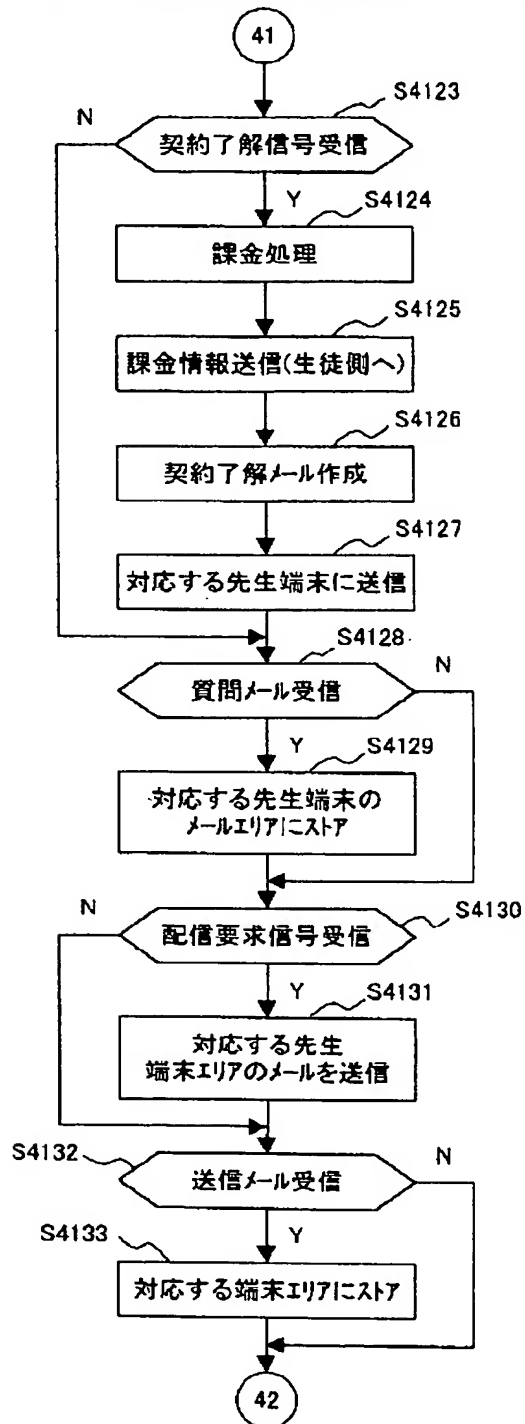 41
S4123
N
契約了解信号受信
Y
S4124
課金処理
S4125
課金情報送信(生徒側へ)
S4126
契約了解メール作成
S4127
対応する先生端末に送信
S4128
N
質問メール受信
Y
S4129
対応する先生端末の
メールエリアにストア
N
S4130
配信要求信号受信
Y
S4131
対応する先生
端末エリアのメールを送信
S4132
N
送信メール受信
S4133
Y
対応する端末エリアにストア
42